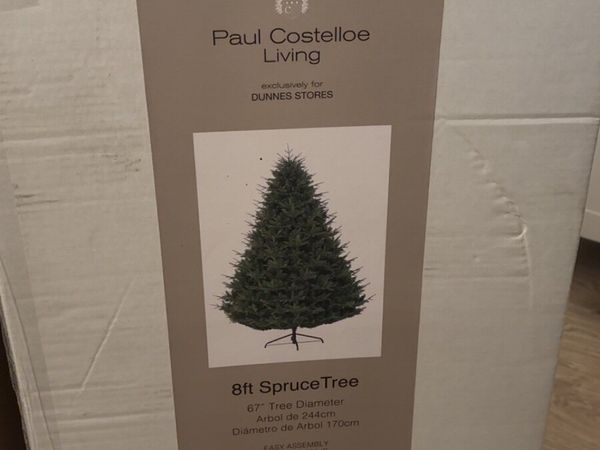 Paul Costelloe
Living
exclusively for
DUNNES STORES
8ft SpruceTree
67" Tree Diameter
Arbol de 244cm
Diámetro de Arbol 170cm
EASY ASSEMBLY